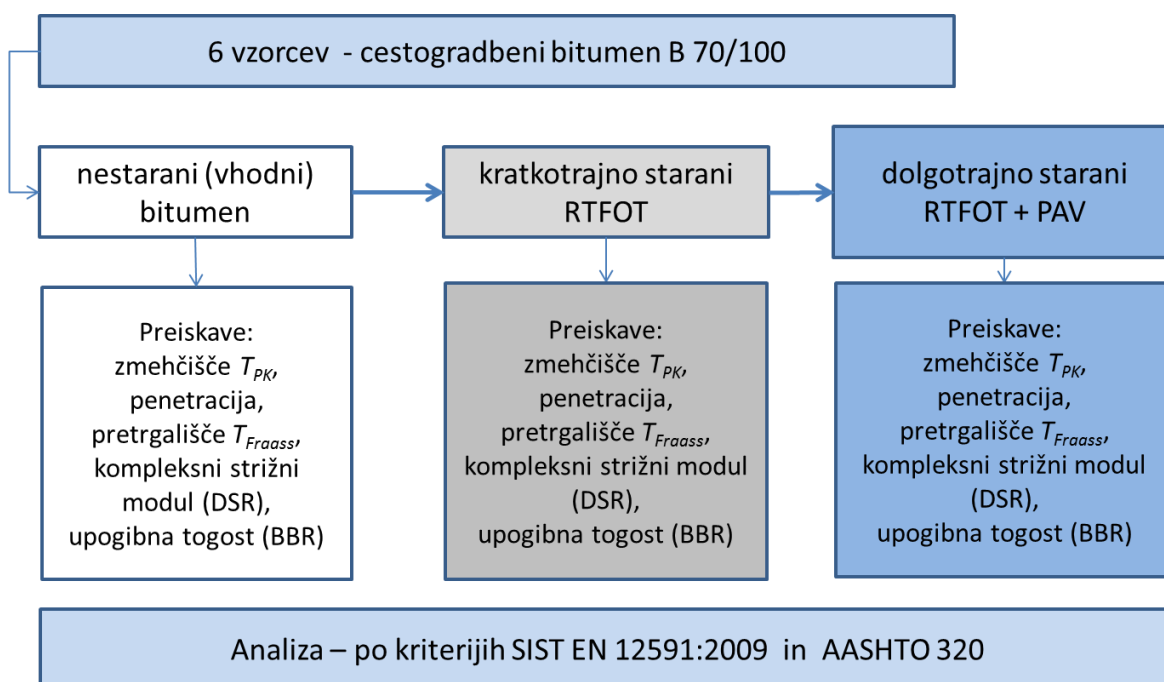 6 vzorcev - cestogradbeni bitumen B 70/100
nestarani (vhodni)
bitumen
kratkotrajno starani
RTFOT
dolgotrajno starani
RTFOT + PAV
Preiskave:
zmehčišče TPK,
penetracija,
pretrgališče TFraass,
kompleksni strižni
modul (DSR),
upogibna togost (BBR)
Preiskave:
zmehčišče TPK,
penetracija,
pretrgališče TFraass,
kompleksni strižni modul
(DSR),
upogibna togost (BBR)
Preiskave:
zmehčišče TPK,
penetracija,
pretrgališče TFraass,
kompleksni strižni modul
(DSR),
upogibna togost (BBR)
Analiza – po kriterijih SIST EN 12591:2009 in AASHTO 320